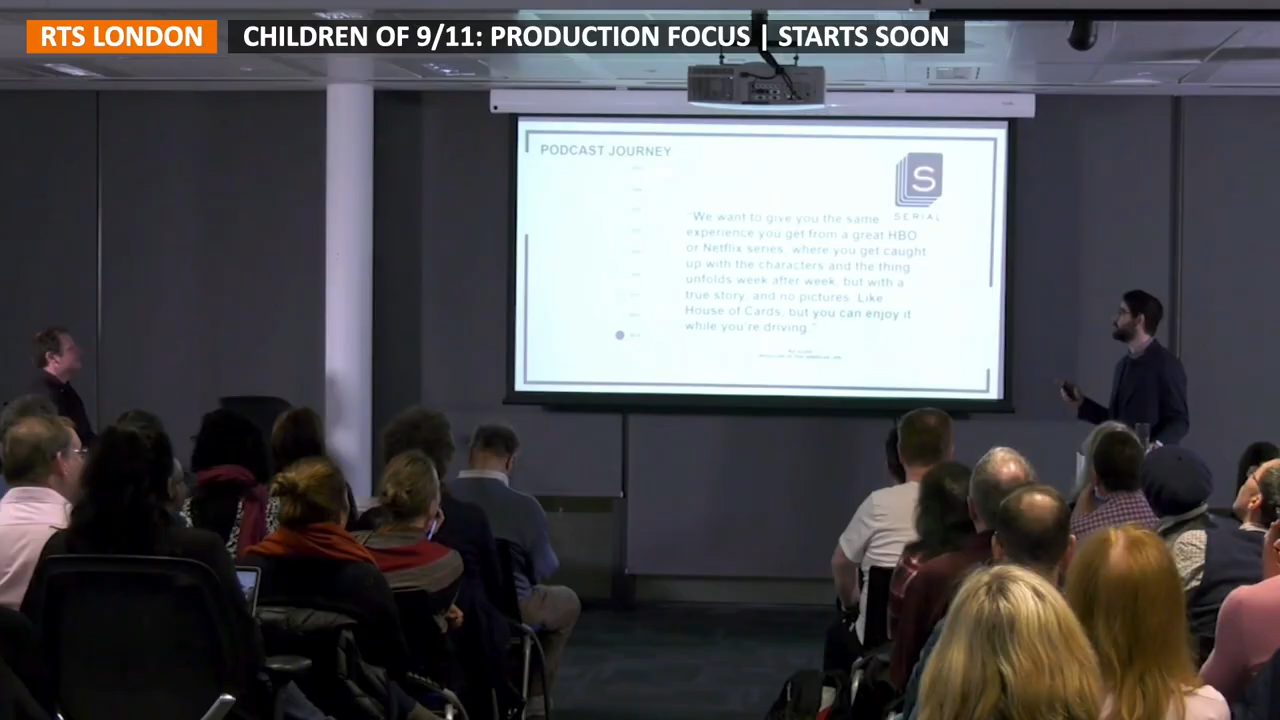 RTS LONDON
CHILDREN OF 9/11: PRODUCTION FOCUS | STARTS SOON
PODCAST JOURNEY
S
SERIAL
"We want to give you the same
experience you get from a great HBO
or Netflix series, where you get caught
up with the characters and the thing
unfolds week after week, but with a
true story, and no pictures. Like
House of Cards, but you can enjoy it
while you're driving."